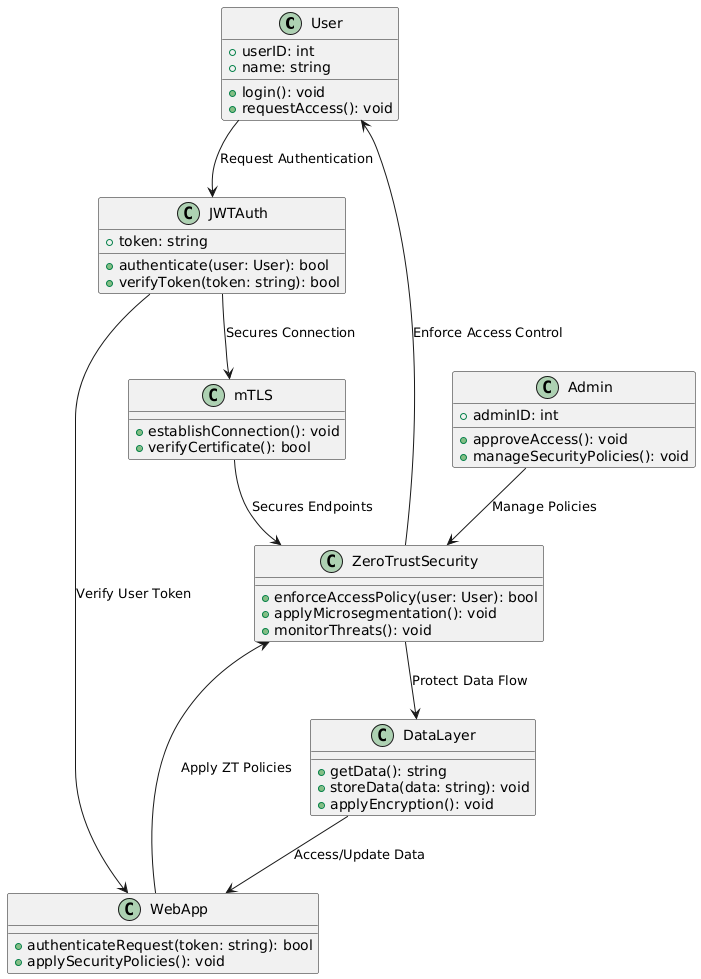 C User
userID: int
name: string
login(): void
requestAccess(): void
Request Authentication
C JWTAuth
token: string
authenticate(user: User): bool
verifyToken(token: string): bool
Secures Connection
Enforce Access Control
C mTLS
establishConnection(): void
verifyCertificate(): bool
C Admin
adminID: int
approveAccess(): void
manageSecurityPolicies(): void
Secures Endpoints
Manage Policies
C ZeroTrustSecurity
enforceAccessPolicy(user: User): bool
applyMicrosegmentation(): void
monitorThreats(): void
Verify User Token
Protect Data Flow
C DataLayer
getData(): string
storeData(data: string): void
applyEncryption(): void
Apply ZT Policies
Access/Update Data
C WebApp
authenticateRequest(token: string): bool
applySecurityPolicies(): void